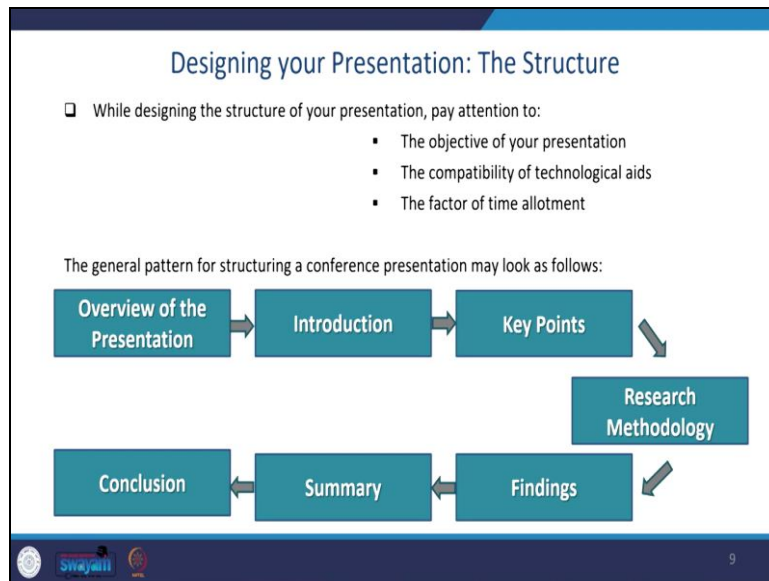 Designing your Presentation: The Structure
While designing the structure of your presentation, pay attention to:
The objective of your presentation
The compatibility of technological aids
The factor of time allotment
The general pattern for structuring a conference presentation may look as follows:
Overview of the
Presentation
Introduction
Key Points
Research
Methodology
Findings
Summary
Conclusion
swayam
9